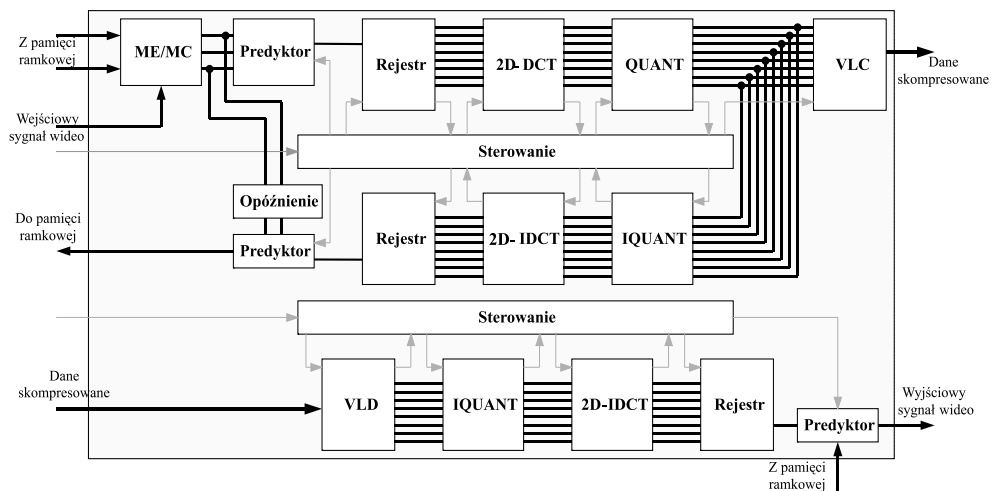 Z pamięci
ramkowej
ME/MC
Predyktor
Rejestr
2D-DCT
QUANT
VLC
Dane
skompresowane
Wejściowy
sygnał wideo
Sterowanie
Opóźnienie
Do pamięci
ramkowej
Predyktor
Rejestr
2D-IDCT
IQUANT
Sterowanie
Dane
skompresowane
VLD
IQUANT
2D-IDCT
Rejestr
Predyktor
Wyjściowy
sygnał wideo
Z pamięci
ramkowej